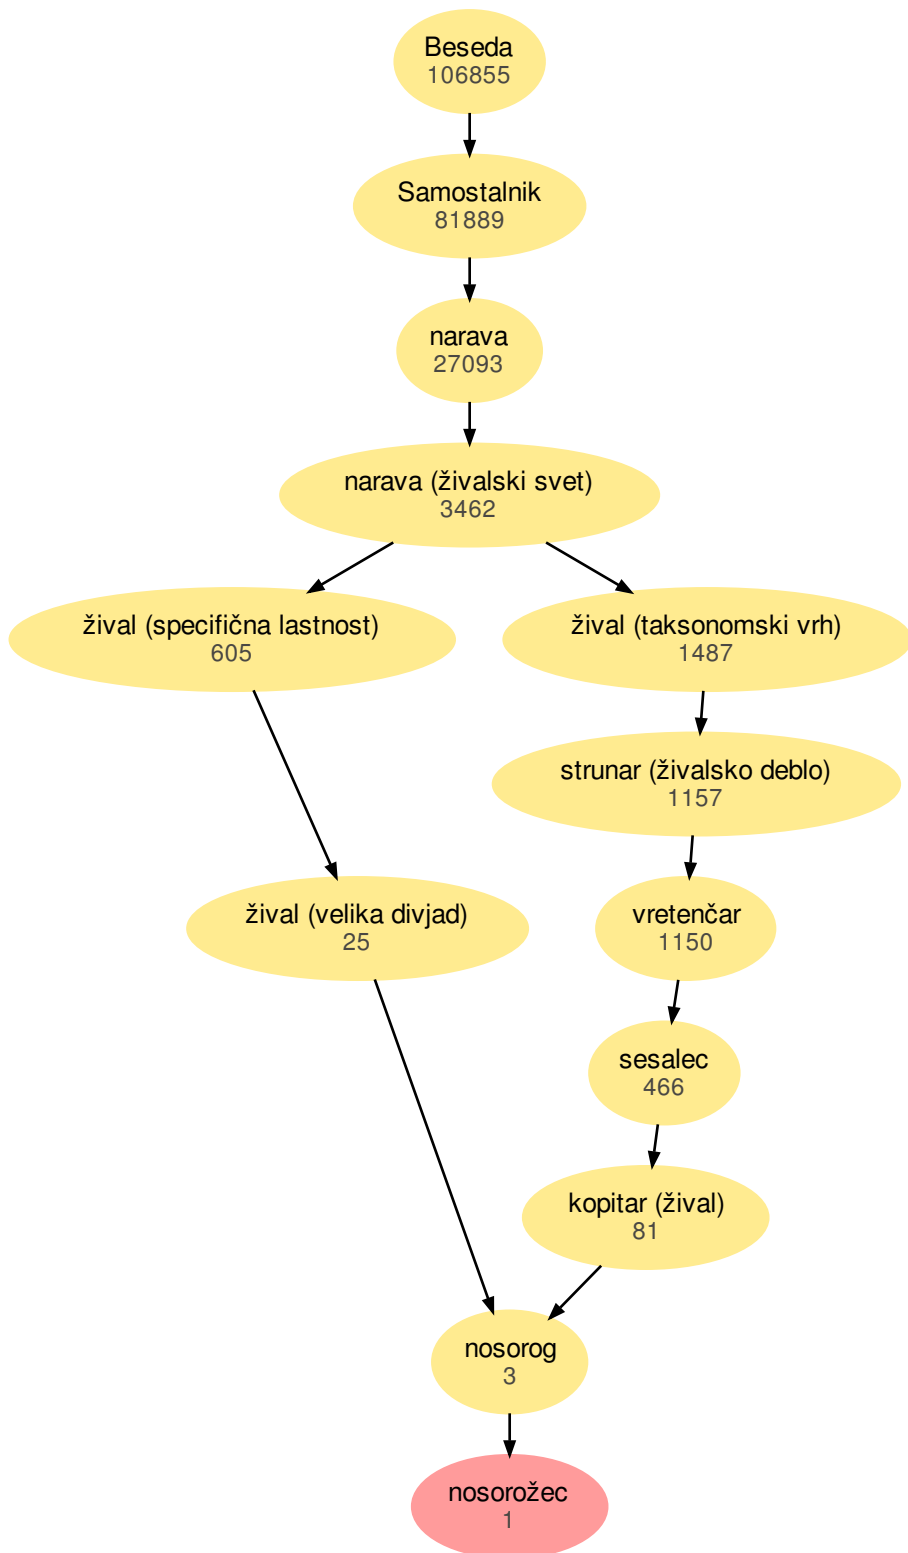 Beseda
106855
Samostalnik
81889
narava
27093
narava (živalski svet)
3462
žival (specifična lastnost)
605
žival (taksonomski vrh)
1487
strunar (živalsko deblo)
1157
žival (velika divjad)
25
vretenčar
1150
sesalec
466
kopitar (žival)
81
nosorog
3
nosorožec
1